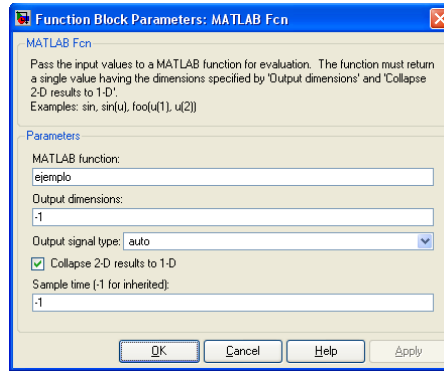 Function Block Parameters: MATLAB Fcn
MATLAB Fcn
Pass the input values to a MATLAB function for evaluation. The function must return
a single value having the dimensions specified by 'Output dimensions' and 'Collapse
2-D results to 1-D'.
Examples: sin, sin(u), foo(u(1), u(2))
Parameters
MATLAB function:
ejemplo
Output dimensions:
-1
Output signal type: auto
Collapse 2-D results to 1-D
Sample time (-1 for inherited):
-1
OK Cancel Help Apply